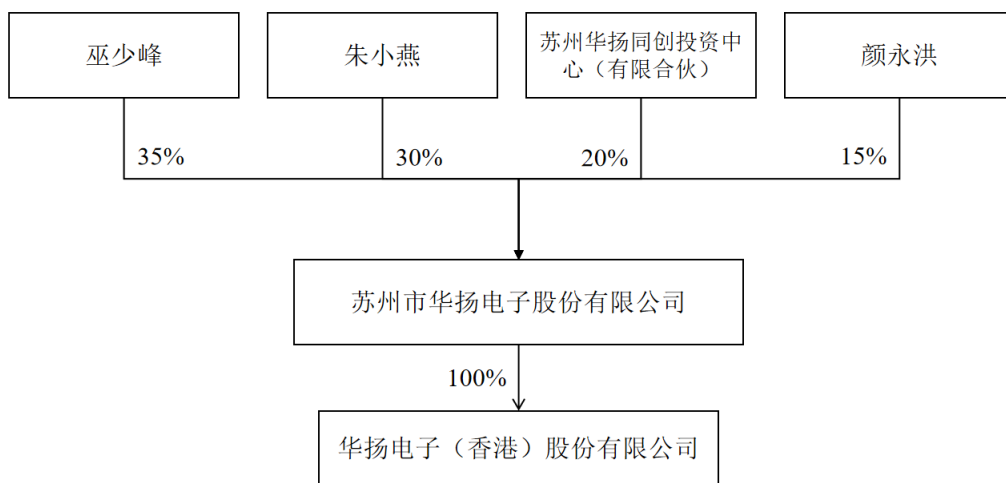 巫少峰
朱小燕
苏州华扬同创投资中
心（有限合伙）
颜永洪
35%
30%
20%
15%
苏州市华扬电子股份有限公司
100%
华扬电子（香港）股份有限公司